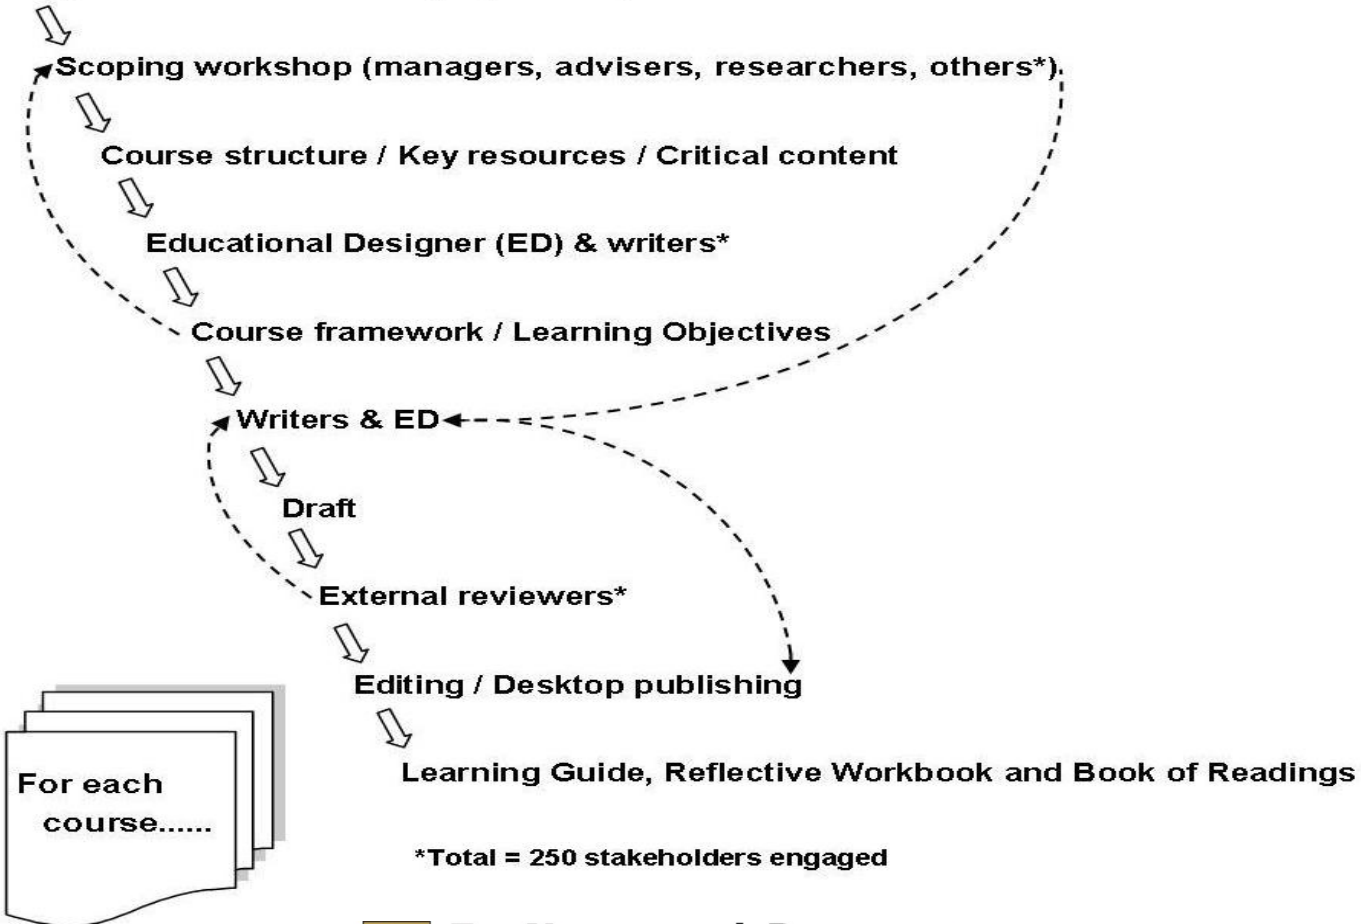 Scoping workshop (managers, advisers, researchers, others*)
Course structure / Key resources / Critical content
Educational Designer (ED) & writers*
Course framework / Learning Objectives
Writers & ED
Draft
External reviewers*
Editing / Desktop publishing
Learning Guide, Reflective Workbook and Book of Readings
For each
course......
*Total = 250 stakeholders engaged